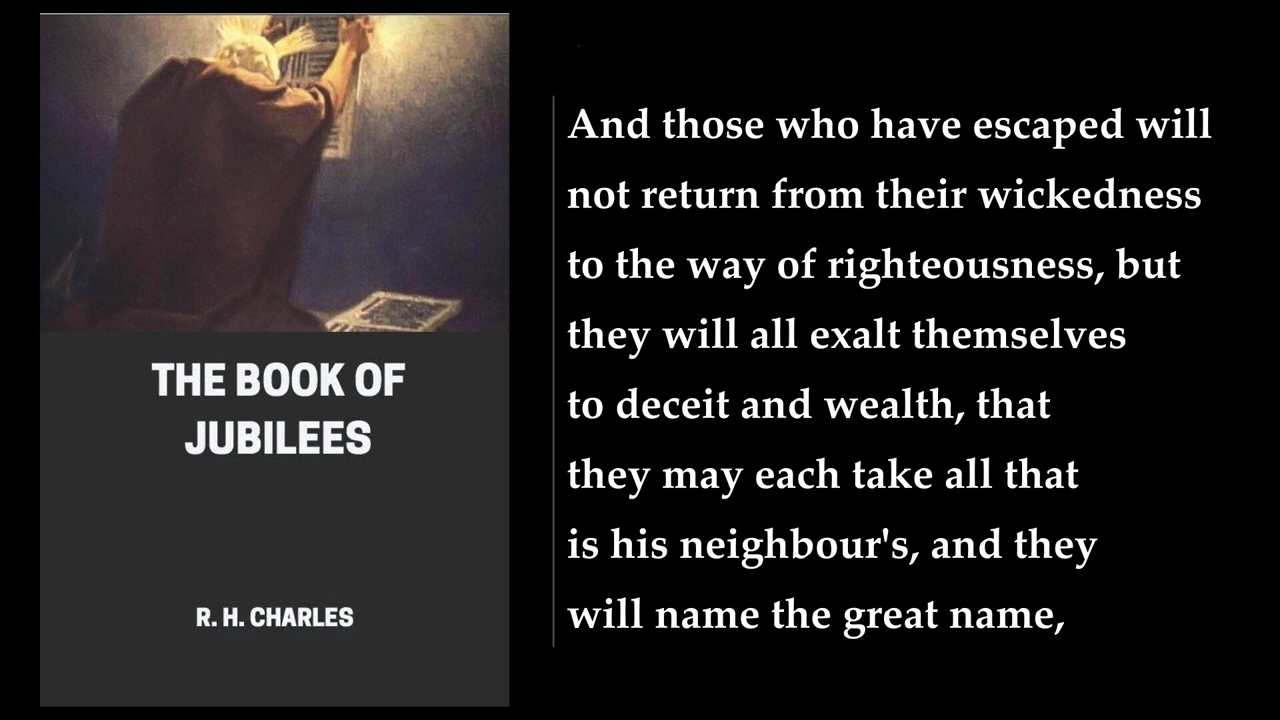 THE BOOK OF
JUBILEES
R. H. CHARLES
And those who have escaped will
not return from their wickedness
to the way of righteousness, but
they will all exalt themselves
to deceit and wealth, that
they may each take all that
is his neighbour's, and they
will name the great name,